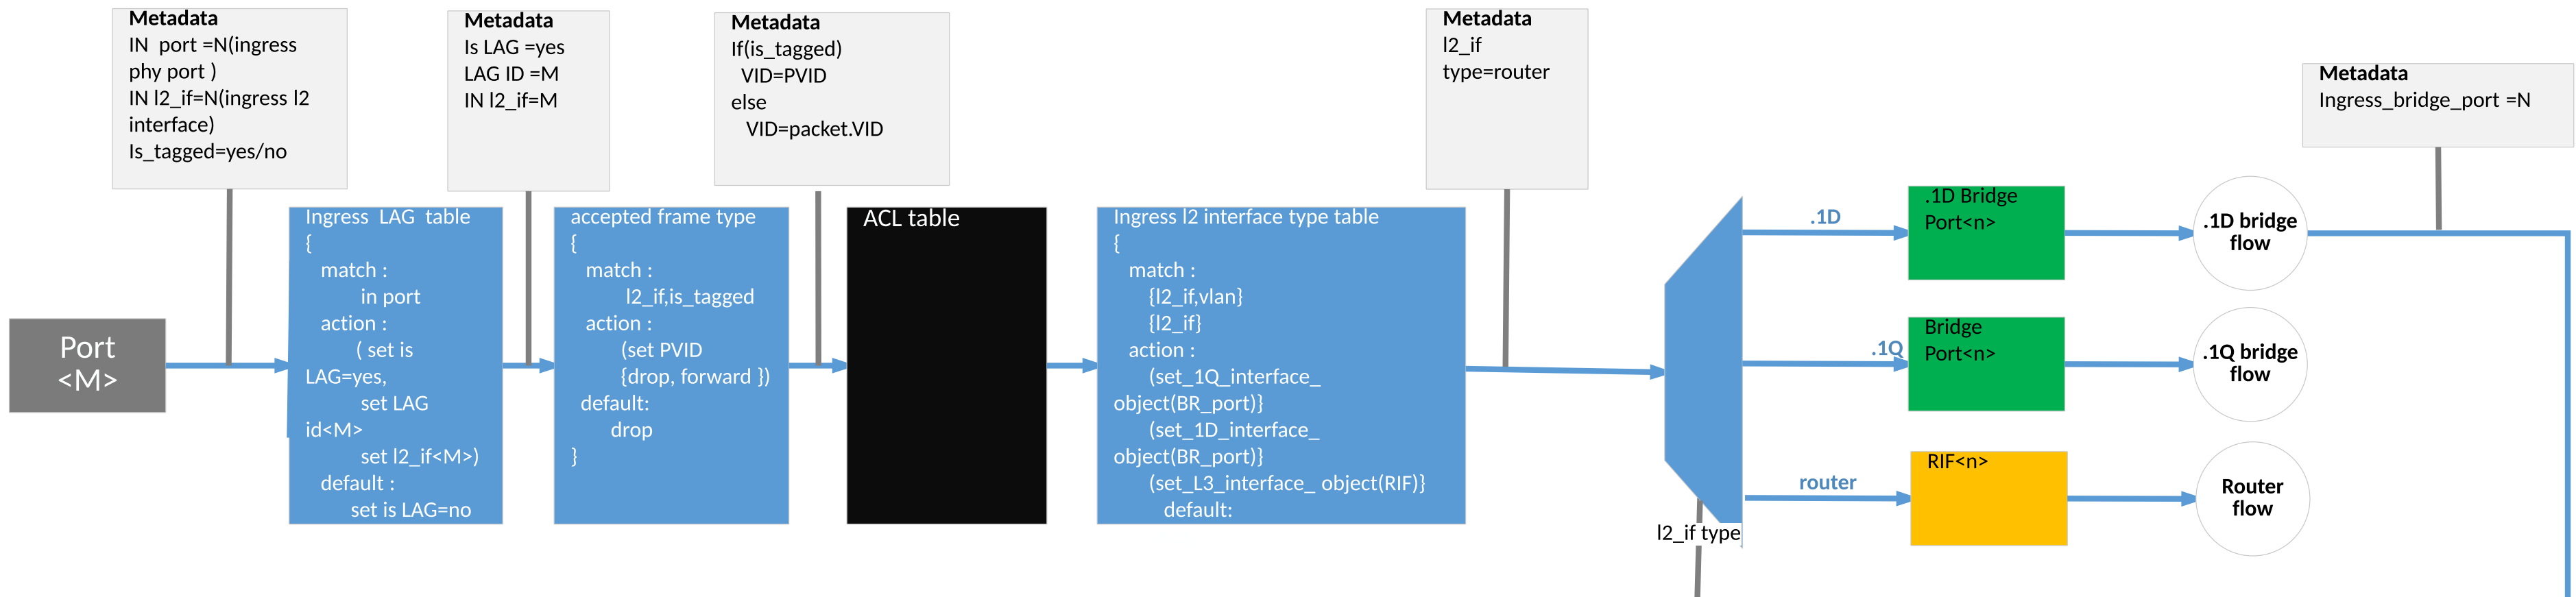 Metadata
IN  port =N(ingress
phy port )
IN l2_if=N(ingress l2
interface)
Is_tagged=yes/no
Metadata
Is LAG =yes
LAG ID =M
IN l2_if=M
Metadata
If(is_tagged)
VID=PVID
else
VID=packet.VID
Metadata
l2_if
type=router
Metadata
Ingress_bridge_port =N
Port
<M>
Ingress  LAG  table
{
match :
in port
action :
( set is
LAG=yes,
set LAG
id<M>
set l2_if<M>)
default :
set is LAG=no
accepted frame type
{
match :
l2_if,is_tagged
action :
(set PVID
{drop, forward })
default:
drop
}
ACL table
Ingress l2 interface type table
{
match :
{l2_if,vlan}
{l2_if}
action :
(set_1Q_interface_
object(BR_port)}
(set_1D_interface_
object(BR_port)}
(set_L3_interface_ object(RIF)}
default:
l2_if type
.1D
.1D Bridge
Port<n>
.1D bridge
flow
.1Q
Bridge
Port<n>
.1Q bridge
flow
router
RIF<n>
Router
flow